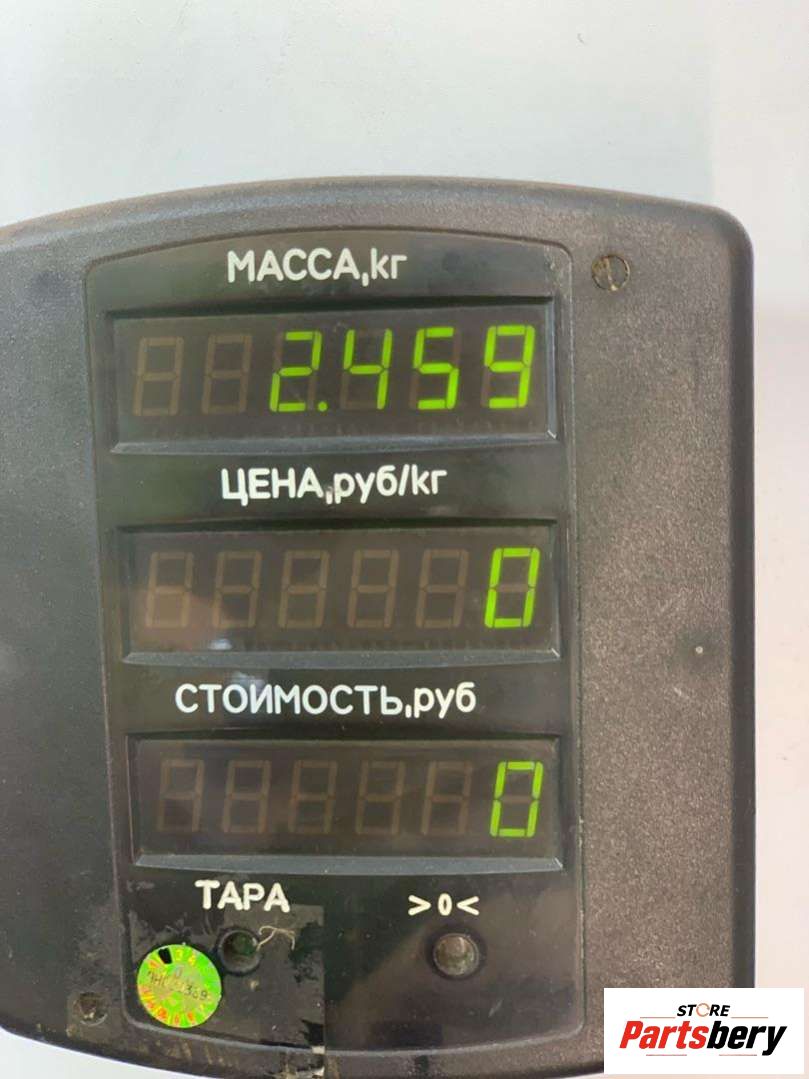 МАССА,кг
2.459
ЦЕНА,руб/кг
0
СТОИМОСТЬ,руб
0
ТАРА >0<
STORE
Partsbery